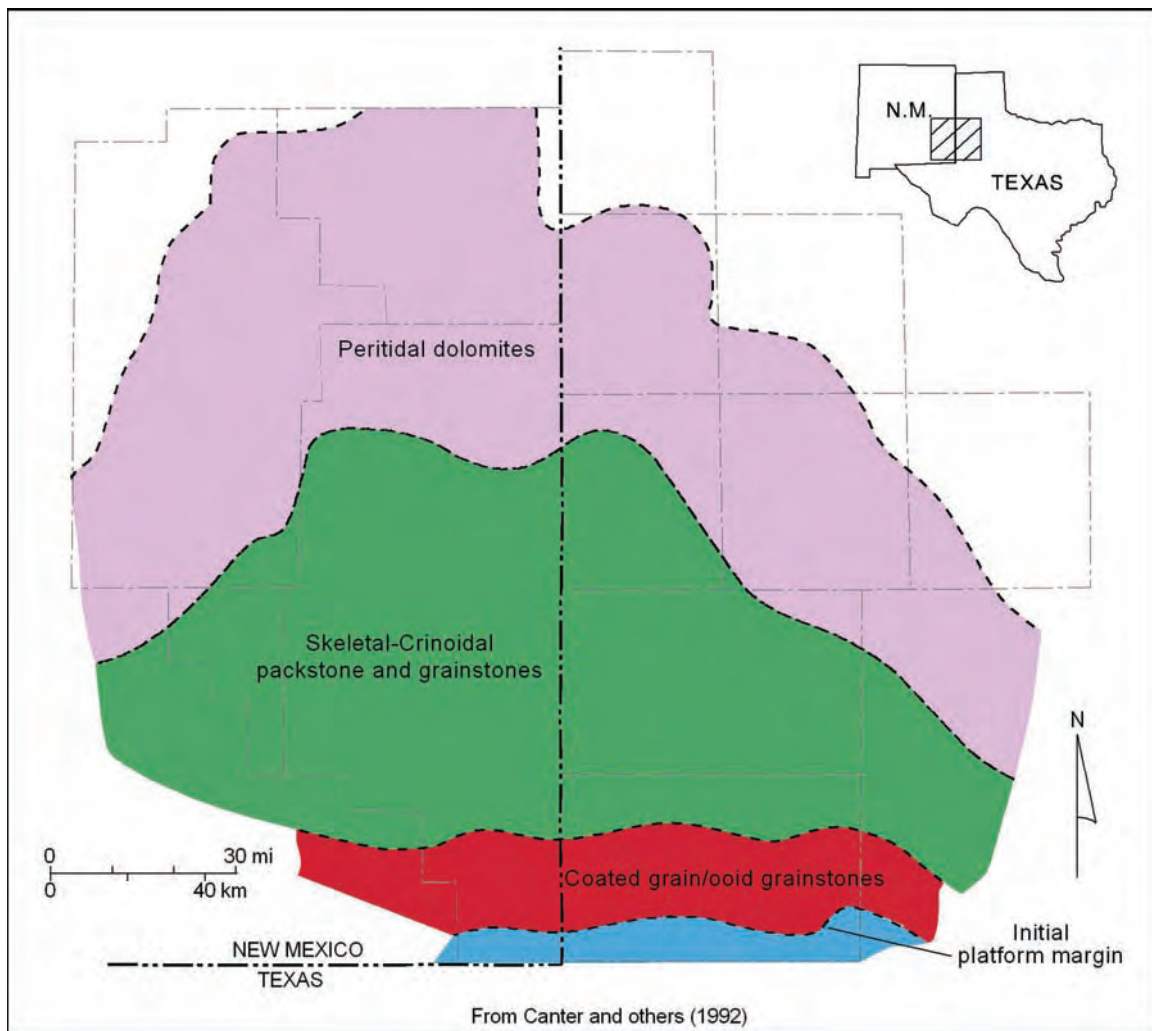 N.M.
TEXAS
Peritidal dolomites
Skeletal-Crinoidal
packstone and grainstones
N
0 30 mi
0 40 km
Coated grain/ooid grainstones
Initial
platform margin
NEW MEXICO
TEXAS
From Canter and others (1992)